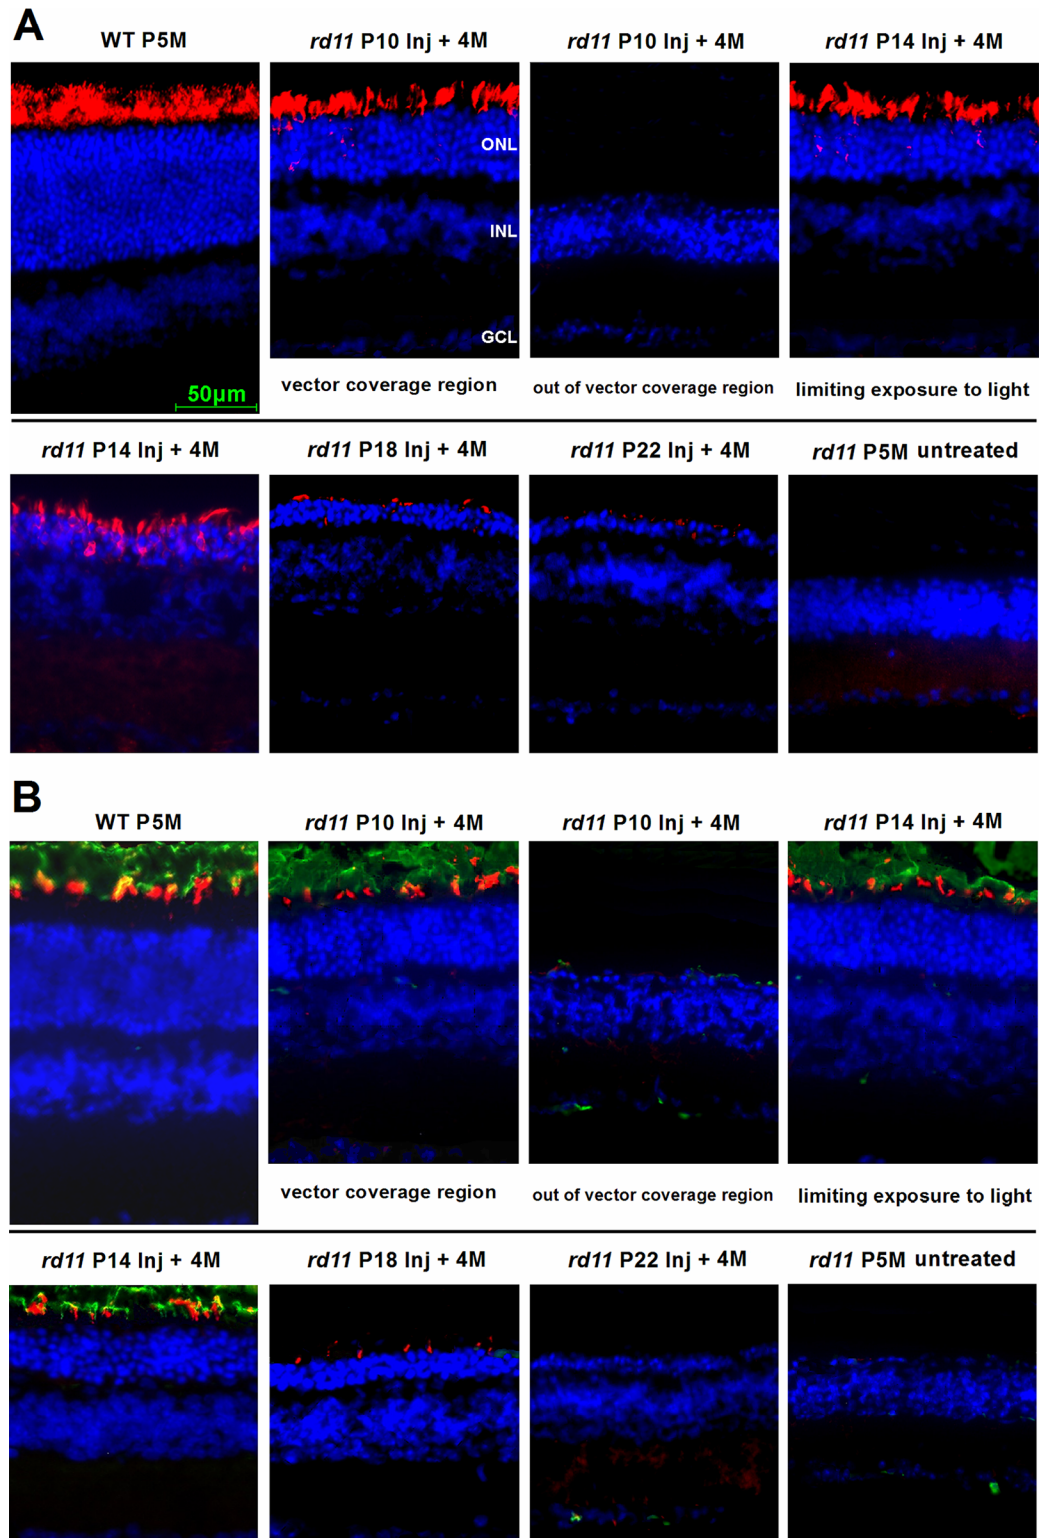 A
WT P5M
rd11 P10 Inj + 4M
rd11 P10 Inj + 4M
rd11 P14 Inj + 4M
ONL
INL
GCL
50µm
vector coverage region
out of vector coverage region
limiting exposure to light
rd11 P14 Inj + 4M
rd11 P18 Inj + 4M
rd11 P22 Inj + 4M
rd11 P5M untreated
B
WT P5M
rd11 P10 Inj + 4M
rd11 P10 Inj + 4M
rd11 P14 Inj + 4M
vector coverage region
out of vector coverage region
limiting exposure to light
rd11 P14 Inj + 4M
rd11 P18 Inj + 4M
rd11 P22 Inj + 4M
rd11 P5M untreated